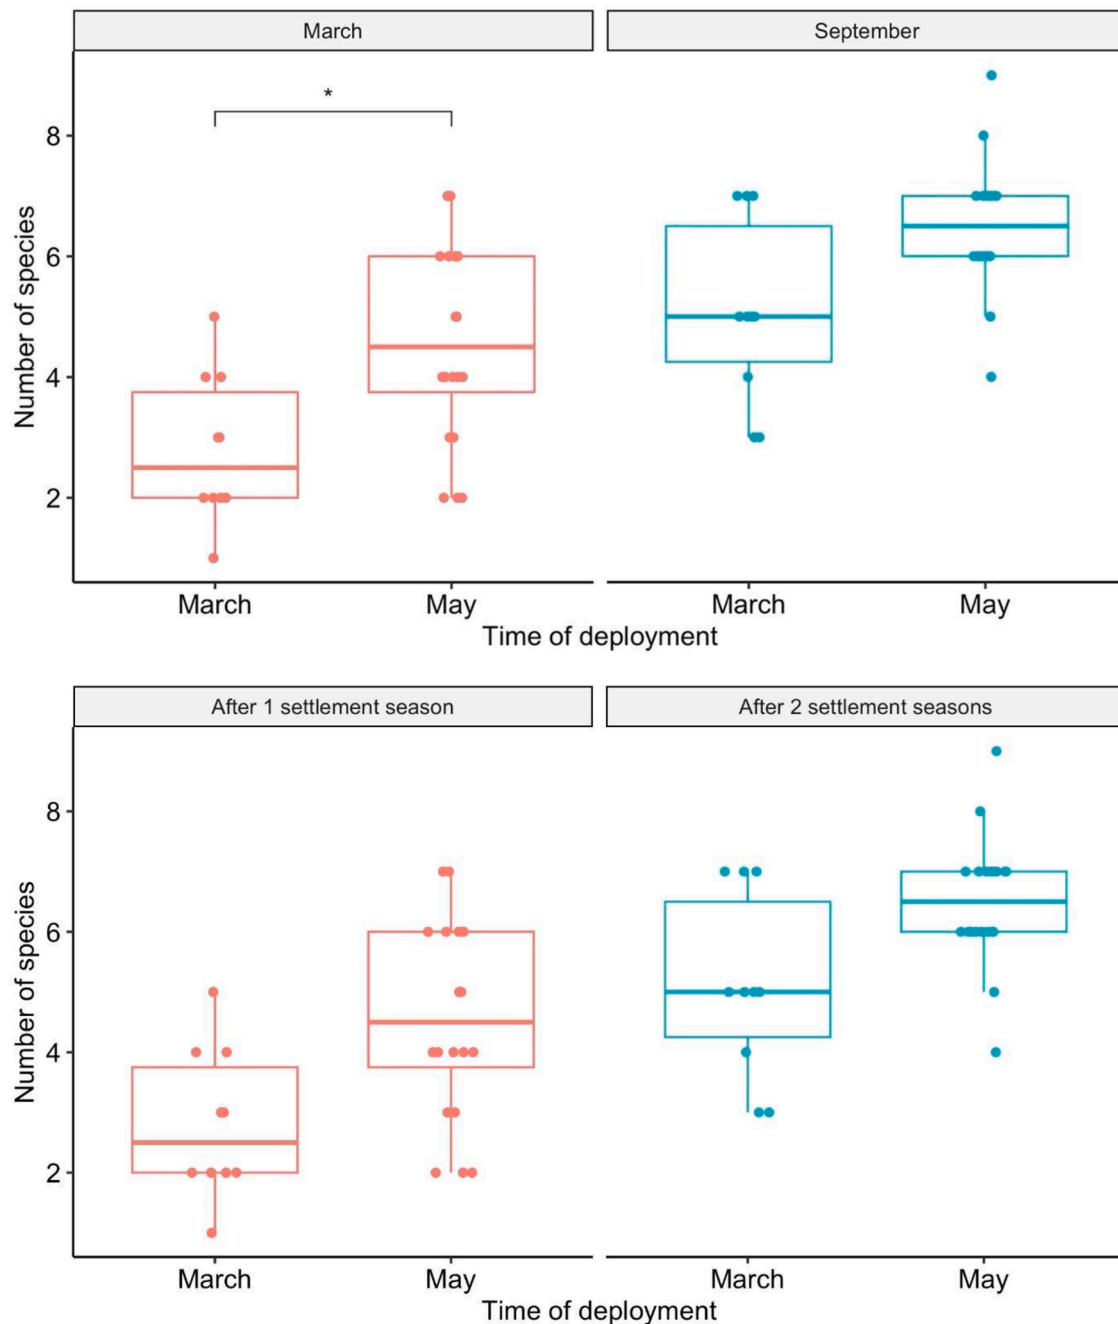 March September
*
Number of species
8
6
4
2
March May March May
Time of deployment
After 1 settlement season After 2 settlement seasons
Number of species
8
6
4
2
March May March May
Time of deployment